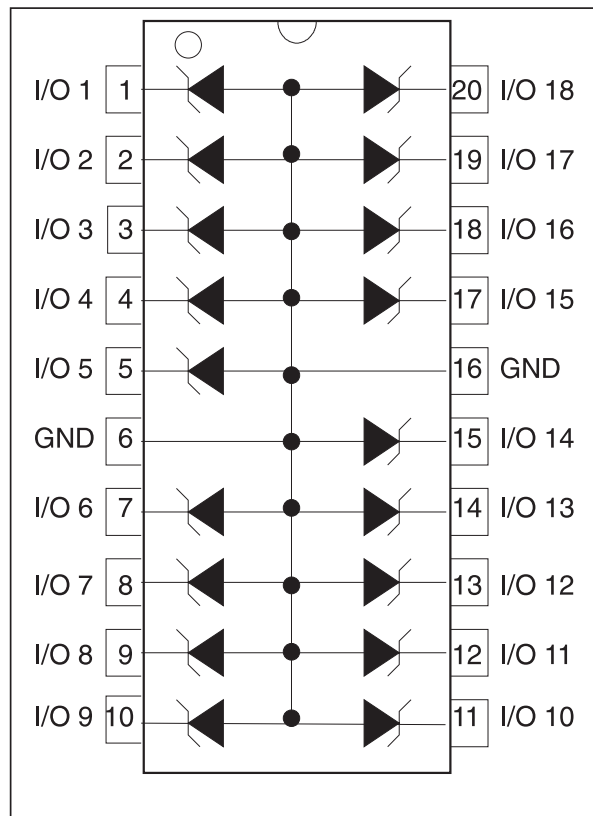 I/O 1 1 20 I/O 18
I/O 2 2 19 I/O 17
I/O 3 3 18 I/O 16
I/O 4 4 17 I/O 15
I/O 5 5 16 GND
GND 6 15 I/O 14
I/O 6 7 14 I/O 13
I/O 7 8 13 I/O 12
I/O 8 9 12 I/O 11
I/O 9 10 11 I/O 10